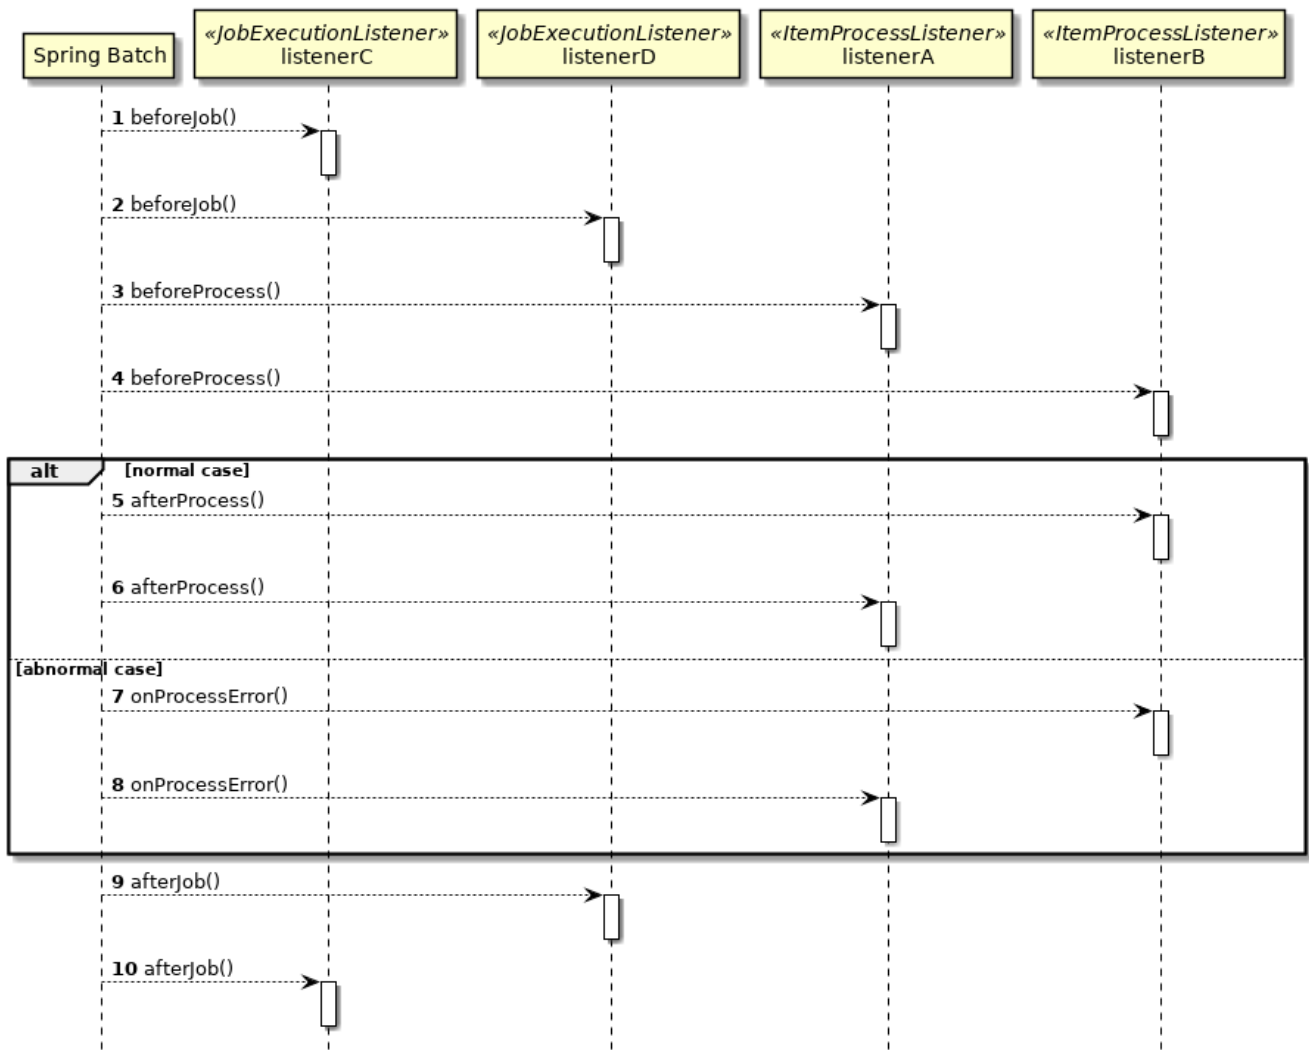 Spring Batch
«JobExecutionListener»
listenerC
«JobExecutionListener»
listenerD
«ItemProcessListener»
listenerA
«ItemProcessListener»
listenerB
1 beforeJob()
2 beforeJob()
3 beforeProcess()
4 beforeProcess()
alt [normal case]
5 afterProcess()
6 afterProcess()
[abnormal case]
7 onProcessError()
8 onProcessError()
9 afterJob()
10 afterJob()